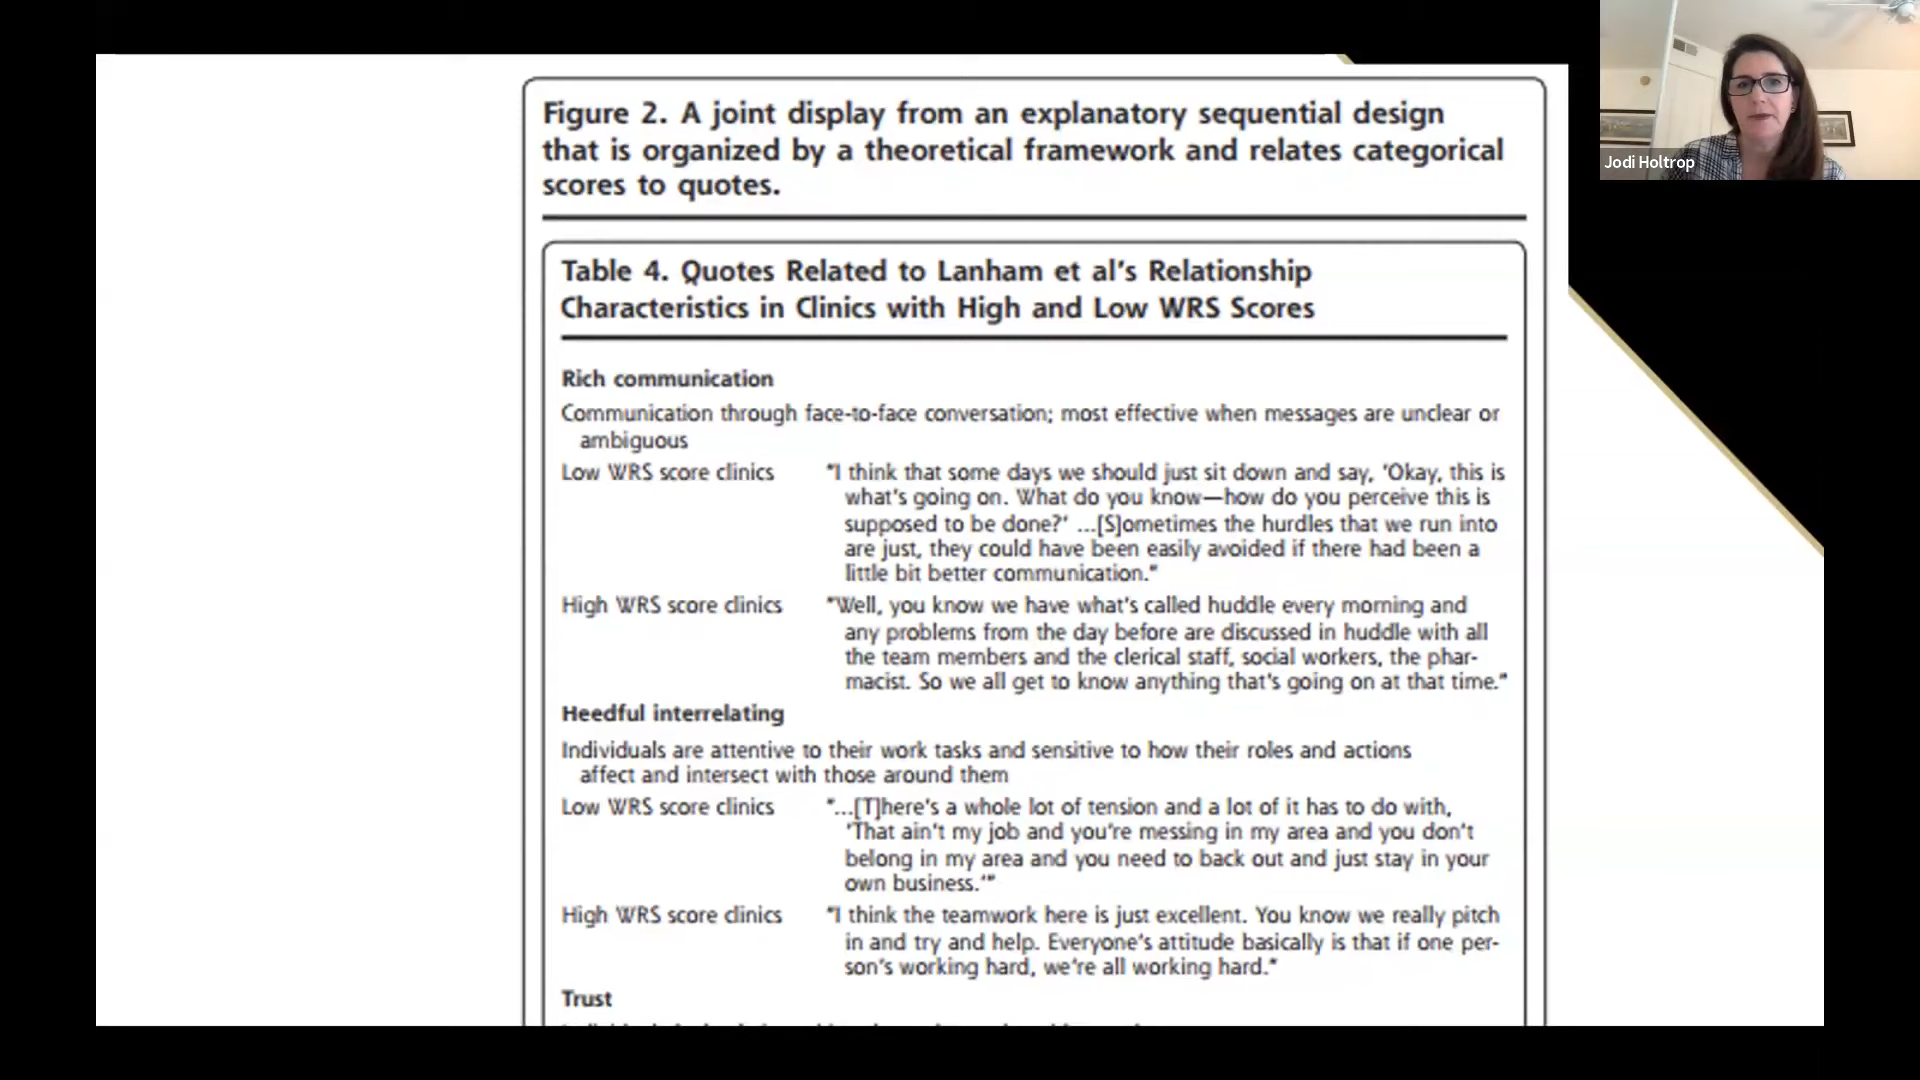 Figure 2. A joint display from an explanatory sequential design
that is organized by a theoretical framework and relates categorical
scores to quotes.
Table 4. Quotes Related to Lanham et al's Relationship
Characteristics in Clinics with High and Low WRS Scores
Rich communication
Communication through face-to-face conversation; most effective when messages are unclear or
ambiguous
Low WRS score clinics "I think that some days we should just sit down and say, 'Okay, this is
what's going on. What do you know—how do you perceive this is
supposed to be done?' ...[S]ometimes the hurdles that we run into
are just, they could have been easily avoided if there had been a
little bit better communication."
High WRS score clinics "Well, you know we have what's called huddle every morning and
any problems from the day before are discussed in huddle with all
the team members and the clerical staff, social workers, the phar-
macist. So we all get to know anything that's going on at that time."
Heedful interrelating
Individuals are attentive to their work tasks and sensitive to how their roles and actions
affect and intersect with those around them
Low WRS score clinics "...[T]here's a whole lot of tension and a lot of it has to do with,
'That ain't my job and you're messing in my area and you don't
belong in my area and you need to back out and just stay in your
own business.'"
High WRS score clinics "I think the teamwork here is just excellent. You know we really pitch
in and try and help. Everyone's attitude basically is that if one per-
son's working hard, we're all working hard."
Trust
Jodi Holtrop